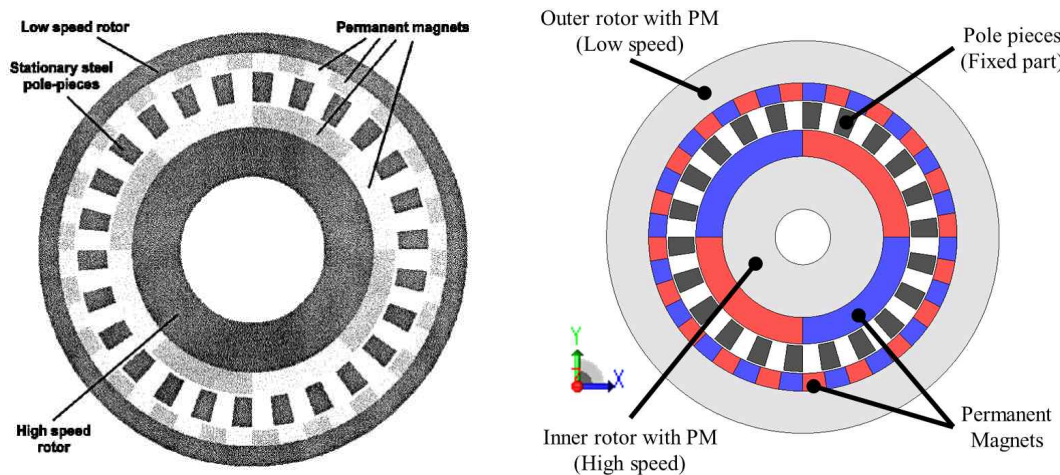 Low speed rotor
Permanent magnets
Stationary steel
pole-pieces
High speed
rotor
Outer rotor with PM
(Low speed)
Pole pieces
(Fixed part)
Y
X
Inner rotor with PM
(High speed)
Permanent
Magnets